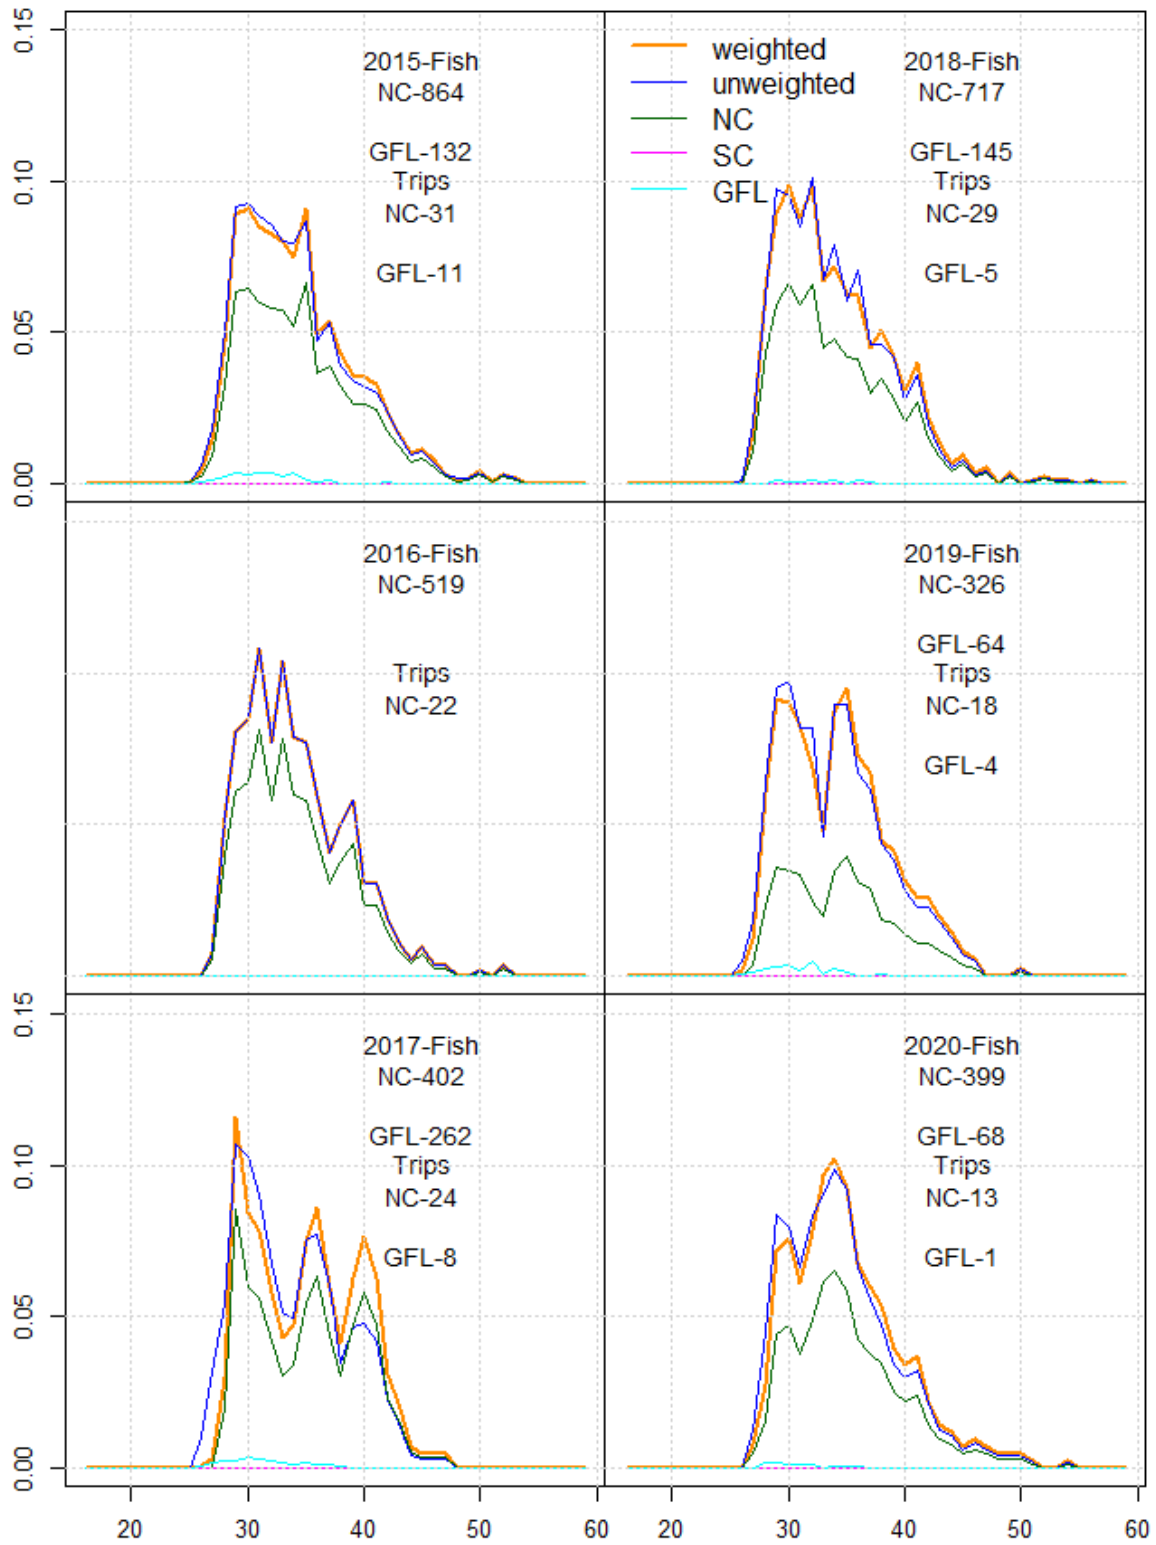 0.15
0.10
0.05
0.00
2015-Fish
NC-864
GFL-132
Trips
NC-31
GFL-11
weighted
unweighted
NC
SC
GFL
2018-Fish
NC-717
GFL-145
Trips
NC-29
GFL-5
2016-Fish
NC-519
Trips
NC-22
2019-Fish
NC-326
GFL-64
Trips
NC-18
GFL-4
0.15
0.10
0.05
0.00
2017-Fish
NC-402
GFL-262
Trips
NC-24
GFL-8
2020-Fish
NC-399
GFL-68
Trips
NC-13
GFL-1
20 30 40 50 60 20 30 40 50 60